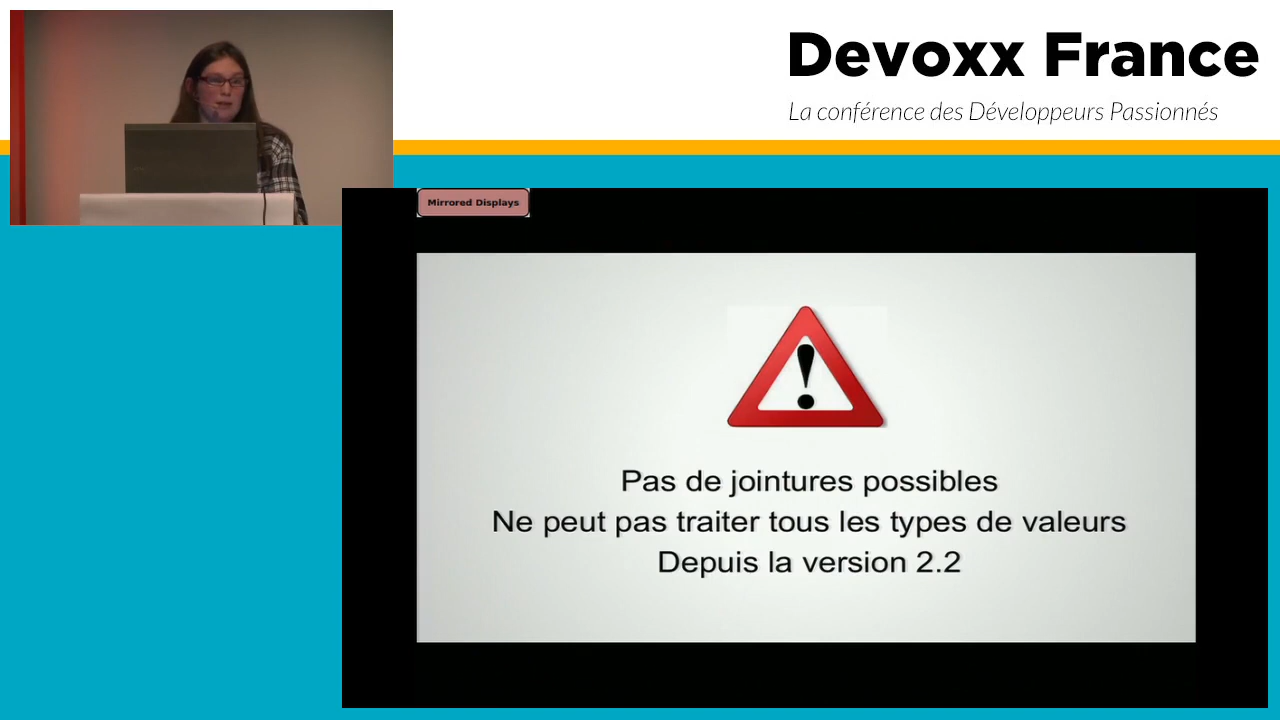 Devoxx France
La conférence des Développeurs Passionnés
Mirrored Displays
Pas de jointures possibles
Ne peut pas traiter tous les types de valeurs
Depuis la version 2.2